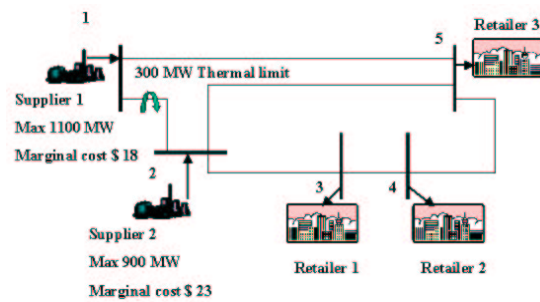 1
Retailer 3
5
300 MW Thermal limit
Supplier 1
Max 1100 MW
Marginal cost $ 18
2
3
4
Supplier 2
Max 900 MW
Marginal cost $ 23
Retailer 1
Retailer 2